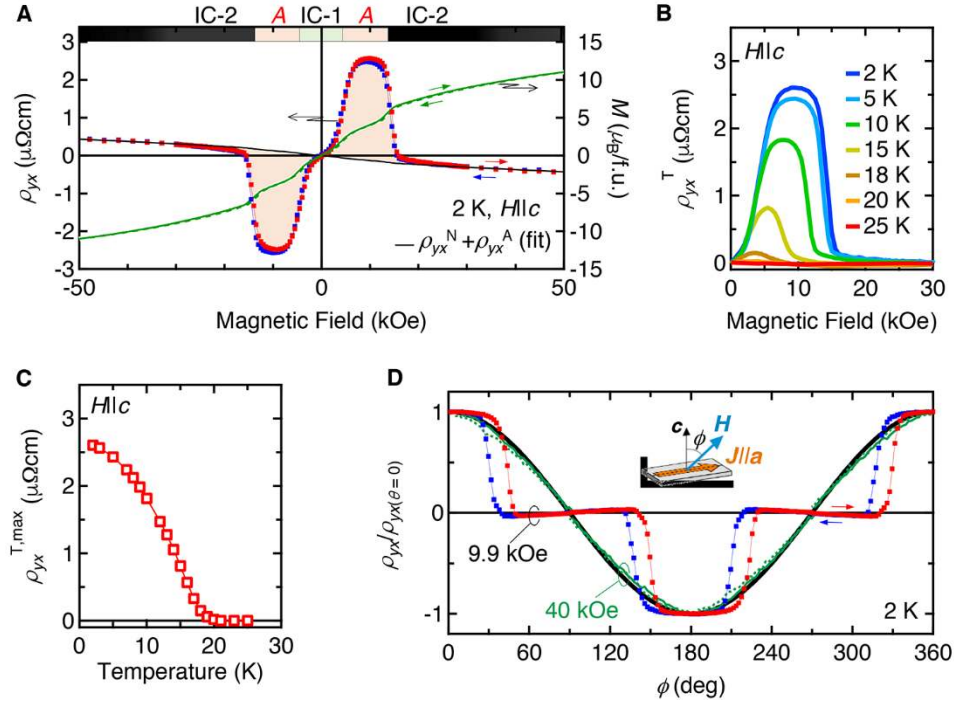 A
IC-2 A IC-1 A IC-2
3
2
1
0
-1
-2
-3
ρyx (μΩcm)
15
10
5
0
-5
-10
-15
M (μB/f.u.)
2 K, H||c
— ρyxN +ρyxA (fit)
-50 0 50
Magnetic Field (kOe)
B
H||c
3
2
1
0
ρyxT (μΩcm)
2 K
5 K
10 K
15 K
18 K
20 K
25 K
0 10 20 30
Magnetic Field (kOe)
C
H||c
3
2
1
0
ρyxT,max (μΩcm)
0 10 20 30
Temperature (K)
D
1
0
-1
ρyx/ρyx(θ = 0)
c
ϕ
H
J||a
9.9 kOe
40 kOe
2 K
0 60 120 180 240 300 360
ϕ (deg)